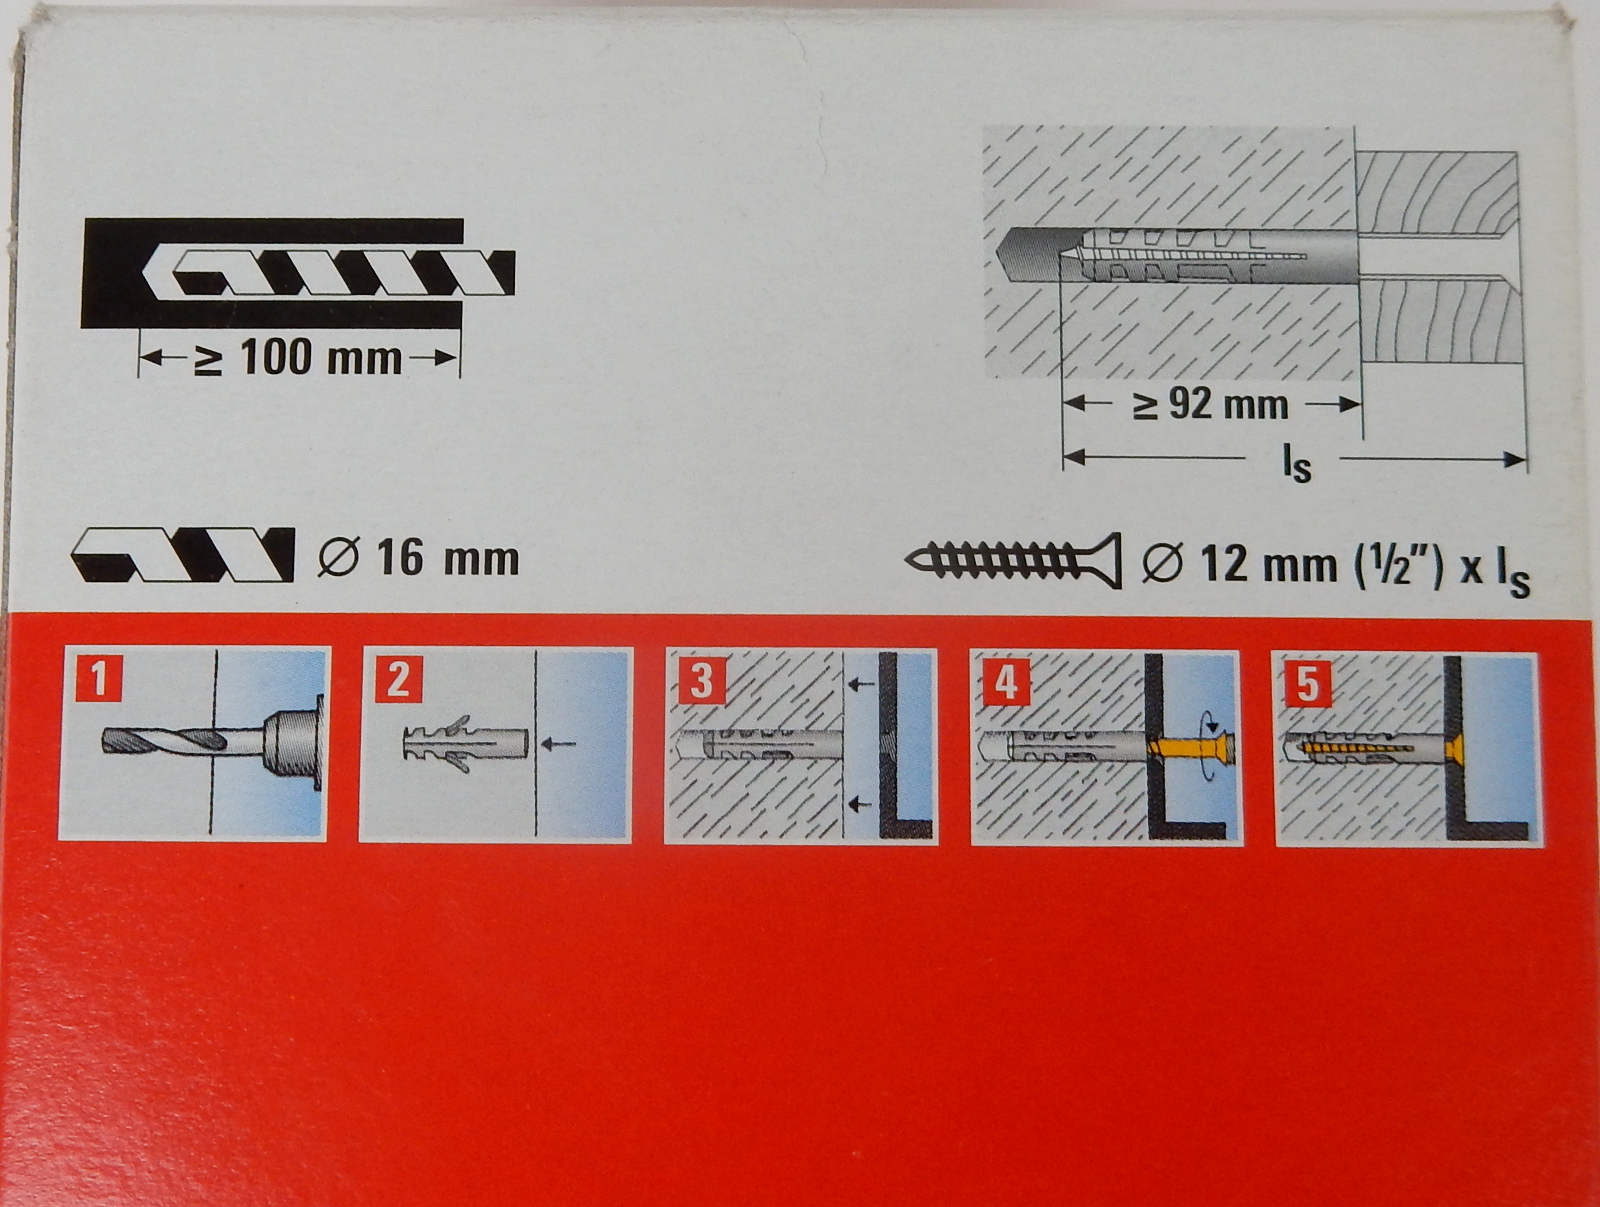 ≥ 100 mm
≥ 92 mm
ls
Ø 16 mm
Ø 12 mm (1/2") x ls
1
2
3
4
5